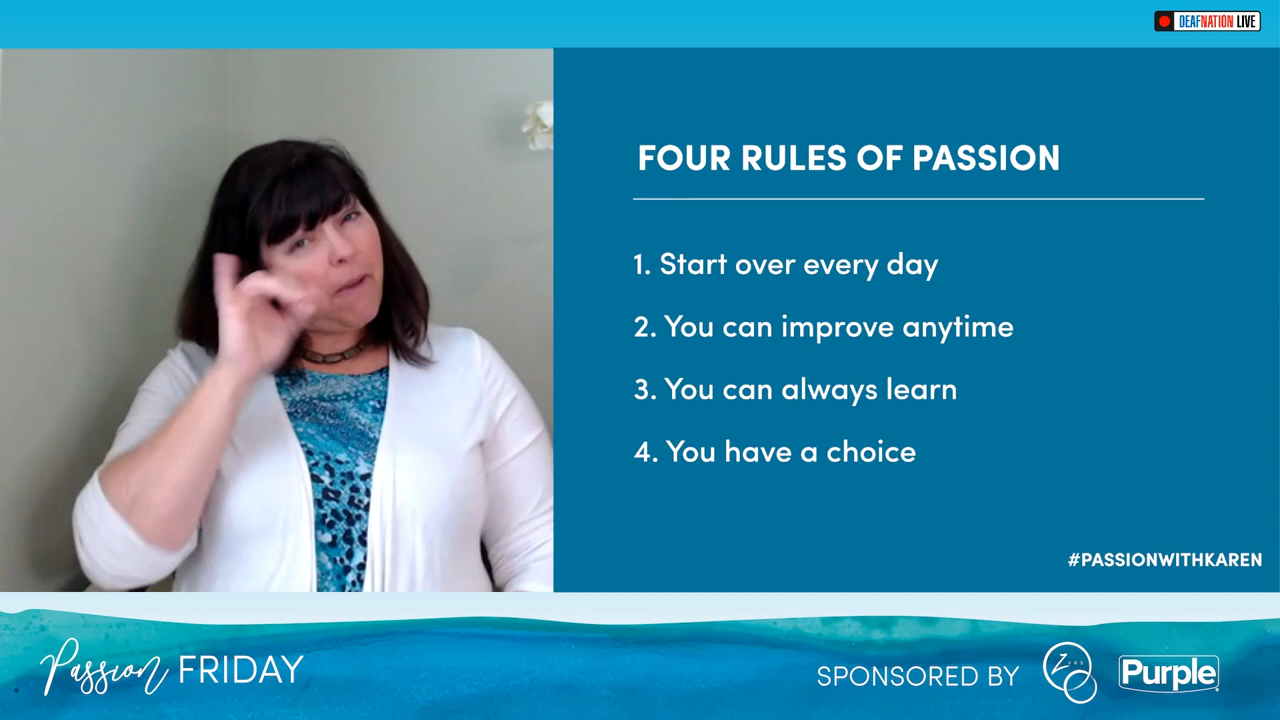 DEAFNATION LIVE
FOUR RULES OF PASSION
1. Start over every day
2. You can improve anytime
3. You can always learn
4. You have a choice
#PASSIONWITHKAREN
Passion FRIDAY
SPONSORED BY
ZVRS
Purple